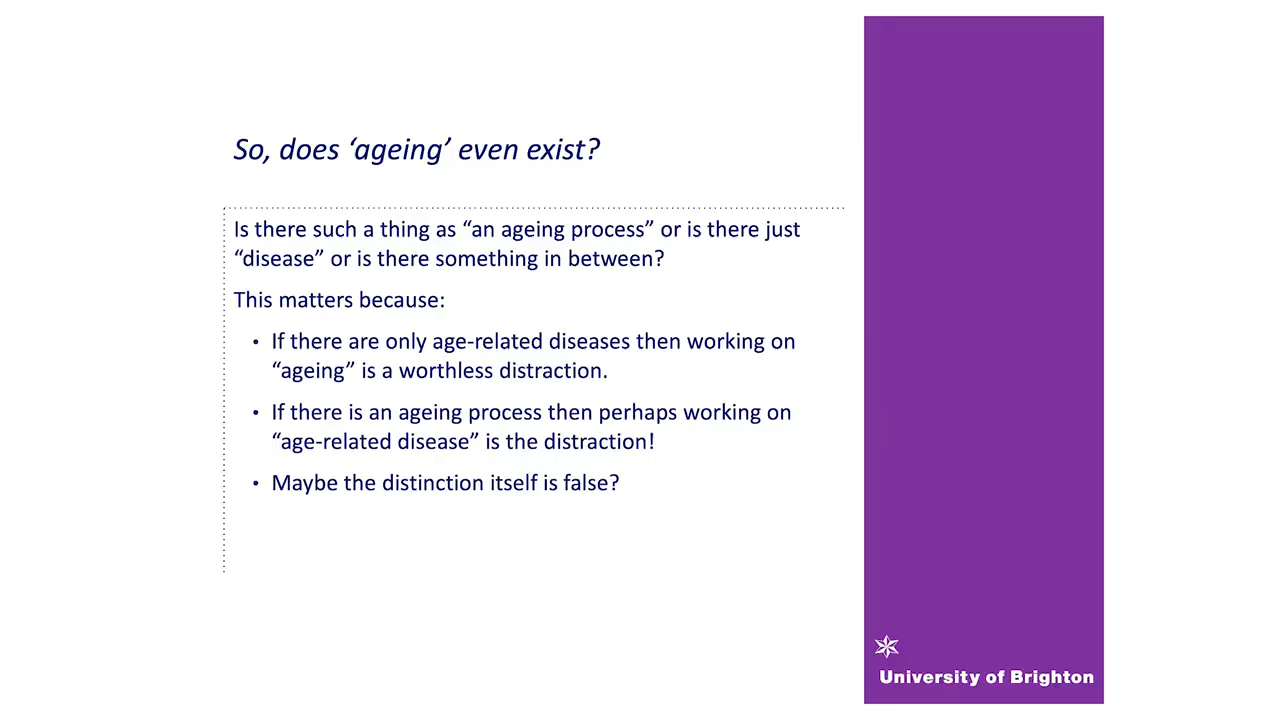 So, does ‘ageing’ even exist?
Is there such a thing as “an ageing process” or is there just
“disease” or is there something in between?
This matters because:
• If there are only age-related diseases then working on
“ageing” is a worthless distraction.
• If there is an ageing process then perhaps working on
“age-related disease” is the distraction!
• Maybe the distinction itself is false?
University of Brighton